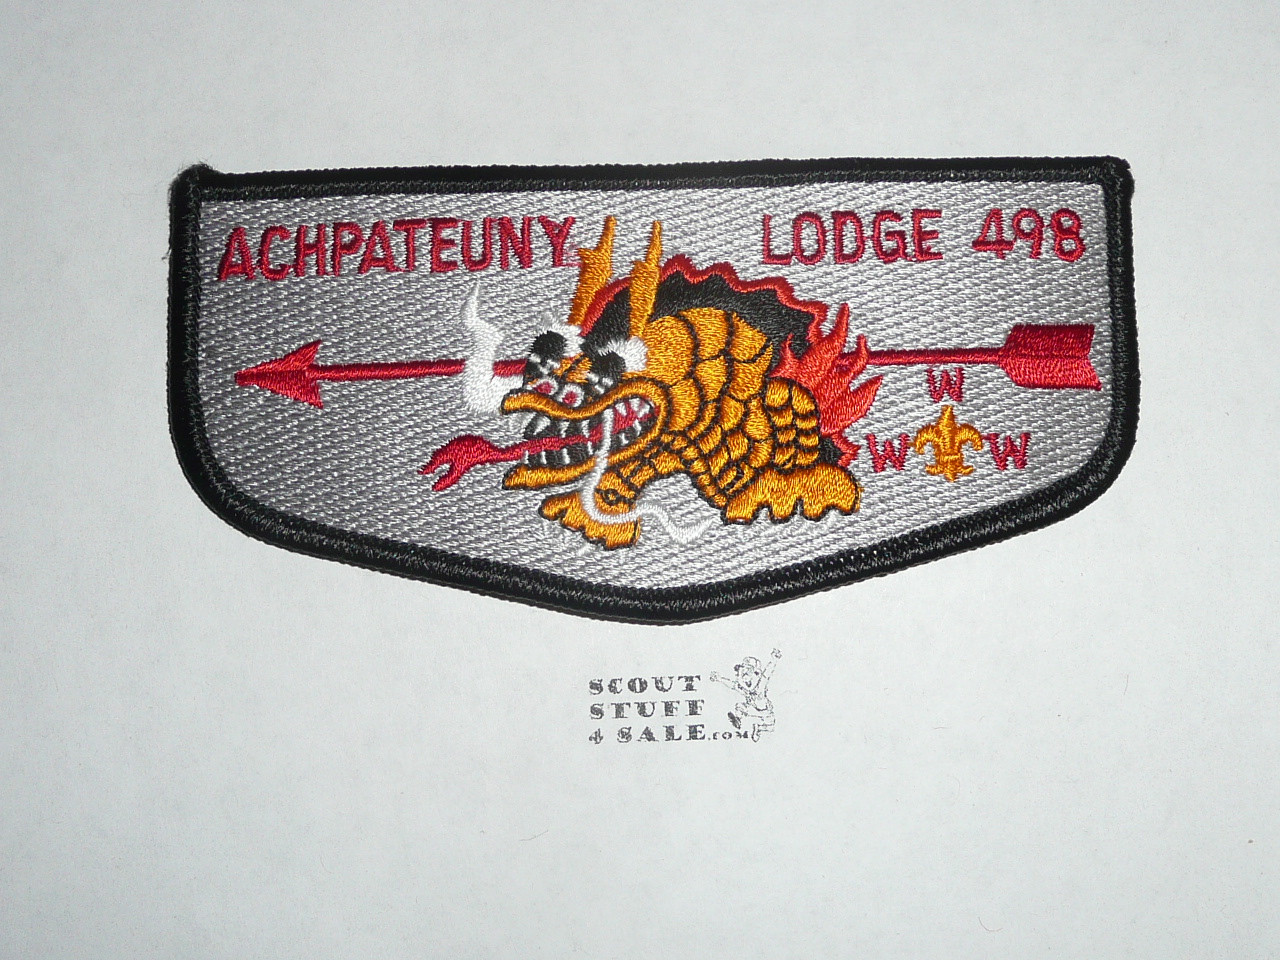 ACHPATEUNY LODGE 498
W
W W
SCOUT
STUFF
4 SALE.COM